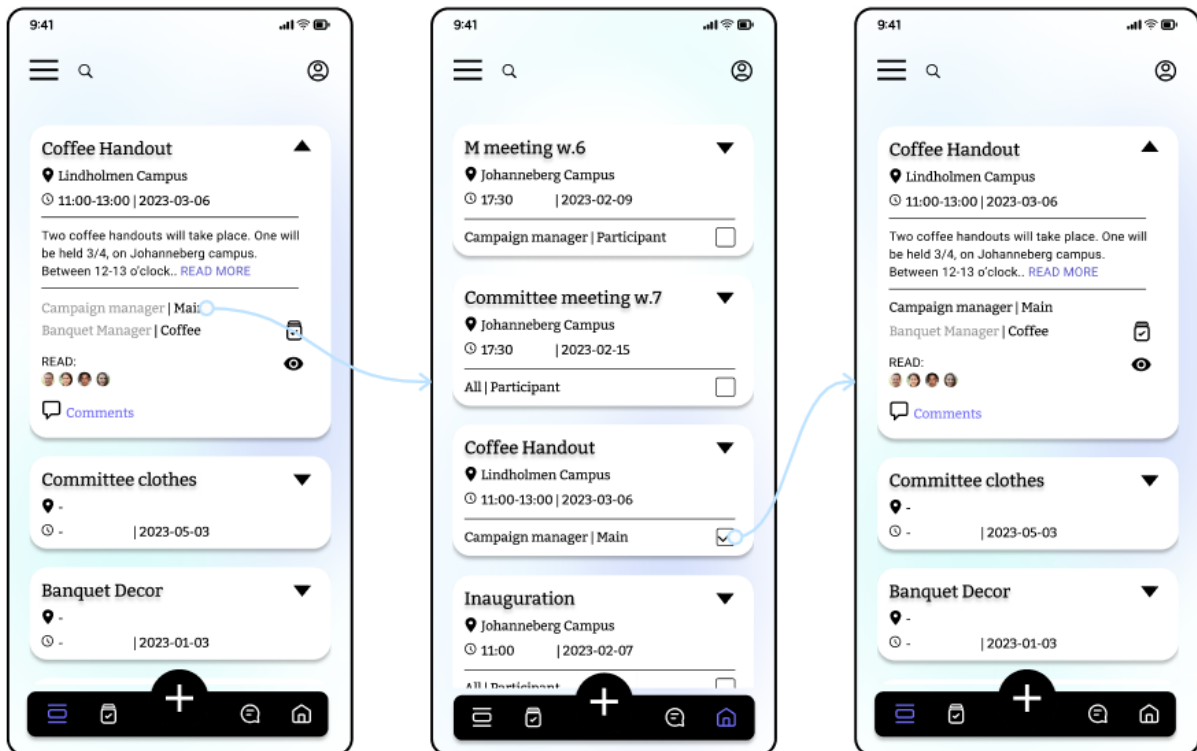 9:41
Coffee Handout
Lindholmen Campus
11:00-13:00 | 2023-03-06
Two coffee handouts will take place. One will
be held 3/4, on Johanneberg campus.
Between 12-13 o'clock.. READ MORE
Campaign manager | Main
Banquet Manager | Coffee
READ:
Comments
Committee clothes
-
- | 2023-05-03
Banquet Decor
-
- | 2023-01-03
9:41
M meeting w.6
Johanneberg Campus
17:30 | 2023-02-09
Campaign manager | Participant
Committee meeting w.7
Johanneberg Campus
17:30 | 2023-02-15
All | Participant
Coffee Handout
Lindholmen Campus
11:00-13:00 | 2023-03-06
Campaign manager | Main
Inauguration
Johanneberg Campus
11:00 | 2023-02-07
All | Participant
9:41
Coffee Handout
Lindholmen Campus
11:00-13:00 | 2023-03-06
Two coffee handouts will take place. One will
be held 3/4, on Johanneberg campus.
Between 12-13 o'clock.. READ MORE
Campaign manager | Main
Banquet Manager | Coffee
READ:
Comments
Committee clothes
-
- | 2023-05-03
Banquet Decor
-
- | 2023-01-03